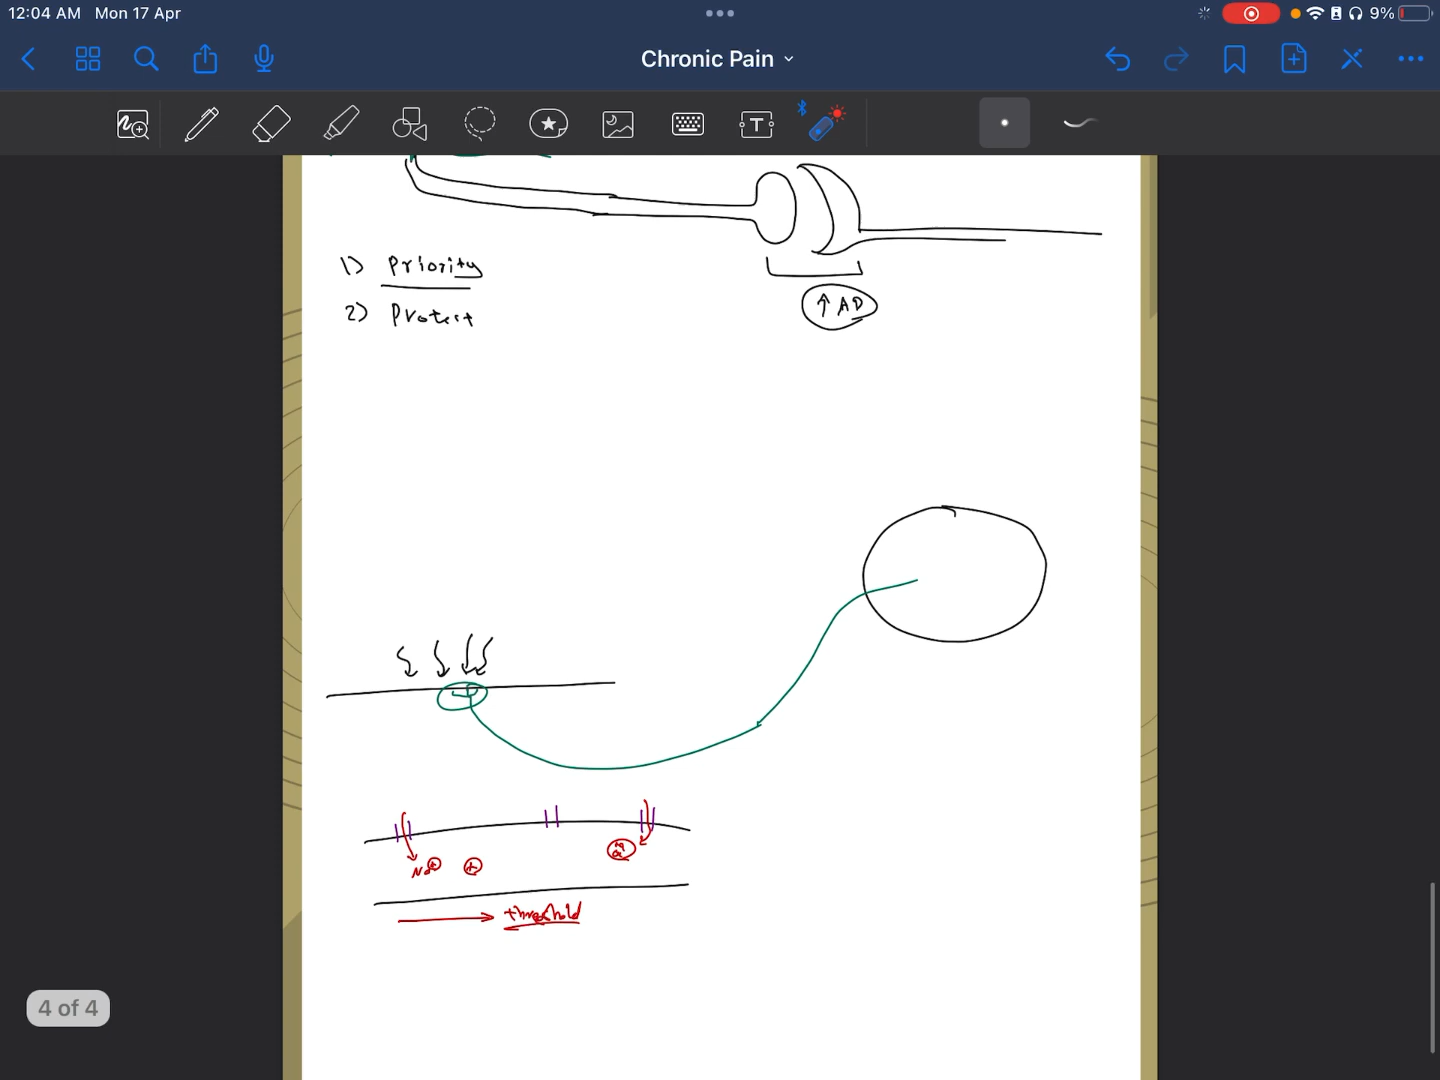 12:04 AM Mon 17 Apr
9%
Chronic Pain
T
1) Priority
2) Protect
↑ AD
Na+ +
threshold
4 of 4